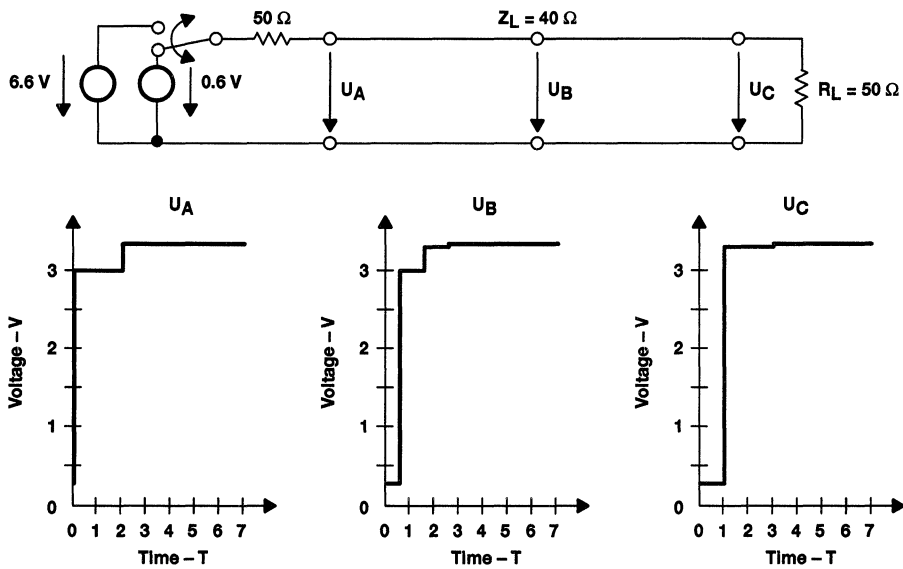 50 Ω
Z_L = 40 Ω
6.6 V
0.6 V
U_A
U_B
U_C
R_L = 50 Ω
U_A
Voltage – V
3
2
1
0
0 1 2 3 4 5 6 7
Time – T
U_B
Voltage – V
3
2
1
0
0 1 2 3 4 5 6 7
Time – T
U_C
Voltage – V
3
2
1
0
0 1 2 3 4 5 6 7
Time – T